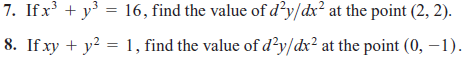 7. If x³ + y³ = 16, find the value of d²y/dx² at the point (2, 2).
8. If xy + y² = 1, find the value of d²y/dx² at the point (0, −1).